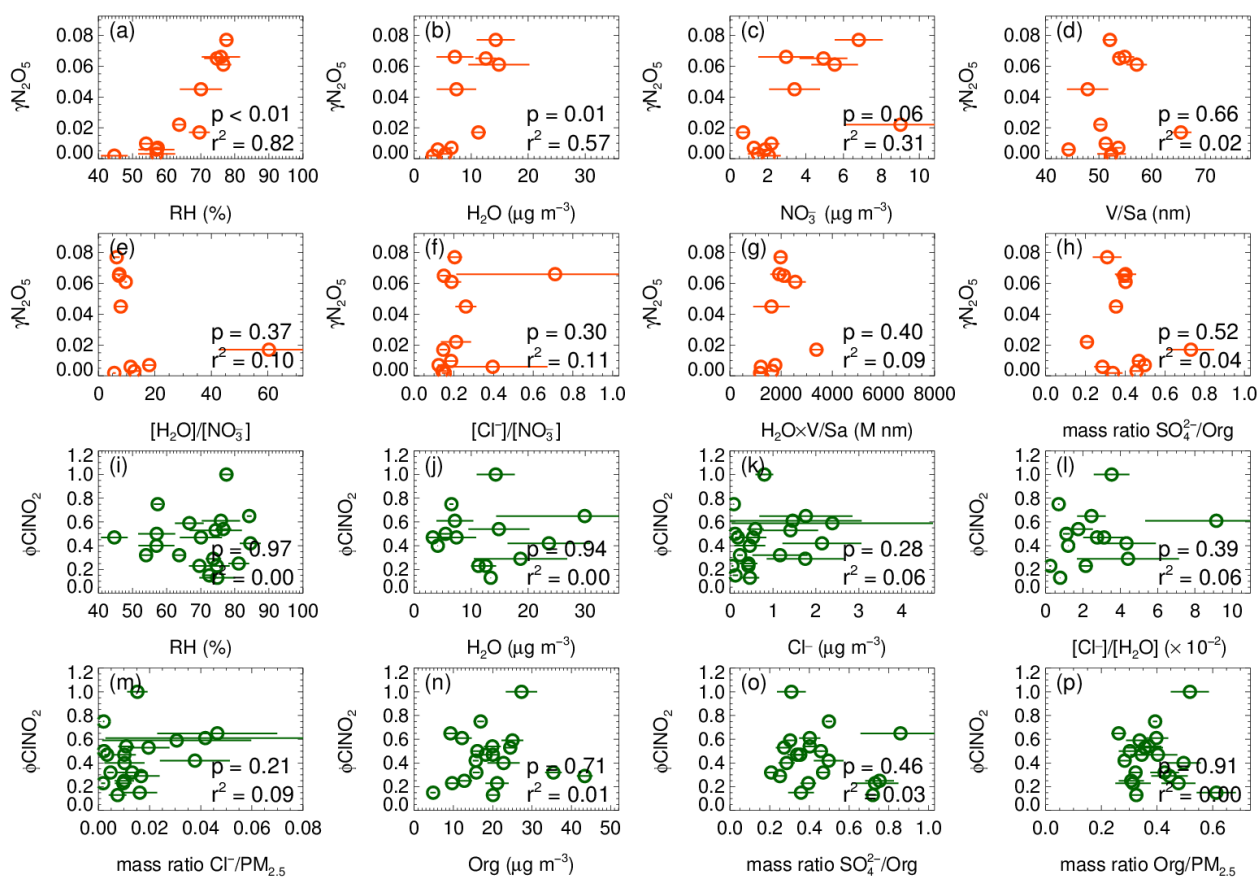 (a) (b) (c) (d)
γN₂O₅ 0.08 0.06 0.04 0.02 0.00 p < 0.01 r² = 0.82
γN₂O₅ 0.08 0.06 0.04 0.02 0.00 p = 0.01 r² = 0.57
γN₂O₅ 0.08 0.06 0.04 0.02 0.00 p = 0.06 r² = 0.31
γN₂O₅ 0.08 0.06 0.04 0.02 0.00 p = 0.66 r² = 0.02
40 50 60 70 80 90 100 0 10 20 30 0 2 4 6 8 10 40 50 60 70
RH (%) H₂O (μg m⁻³) NO₃⁻ (μg m⁻³) V/Sa (nm)
(e) (f) (g) (h)
γN₂O₅ 0.08 0.06 0.04 0.02 0.00 p = 0.37 r² = 0.10
γN₂O₅ 0.08 0.06 0.04 0.02 0.00 p = 0.30 r² = 0.11
γN₂O₅ 0.08 0.06 0.04 0.02 0.00 p = 0.40 r² = 0.09
γN₂O₅ 0.08 0.06 0.04 0.02 0.00 p = 0.52 r² = 0.04
0 20 40 60 0.0 0.2 0.4 0.6 0.8 1.0 0 2000 4000 6000 8000 0.0 0.2 0.4 0.6 0.8 1.0
[H₂O]/[NO₃⁻] [Cl⁻]/[NO₃⁻] H₂O×V/Sa (M nm) mass ratio SO₄²⁻/Org
(i) (j) (k) (l)
ϕClNO₂ 1.2 1.0 0.8 0.6 0.4 0.2 0.0 p = 0.97 r² = 0.00
ϕClNO₂ 1.2 1.0 0.8 0.6 0.4 0.2 0.0 p = 0.94 r² = 0.00
ϕClNO₂ 1.2 1.0 0.8 0.6 0.4 0.2 0.0 p = 0.28 r² = 0.06
ϕClNO₂ 1.2 1.0 0.8 0.6 0.4 0.2 0.0 p = 0.39 r² = 0.06
40 50 60 70 80 90 100 0 10 20 30 0 1 2 3 4 0 2 4 6 8 10
RH (%) H₂O (μg m⁻³) Cl⁻ (μg m⁻³) [Cl⁻]/[H₂O] (× 10⁻²)
(m) (n) (o) (p)
ϕClNO₂ 1.2 1.0 0.8 0.6 0.4 0.2 0.0 p = 0.21 r² = 0.09
ϕClNO₂ 1.2 1.0 0.8 0.6 0.4 0.2 0.0 p = 0.71 r² = 0.01
ϕClNO₂ 1.2 1.0 0.8 0.6 0.4 0.2 0.0 p = 0.46 r² = 0.03
ϕClNO₂ 1.2 1.0 0.8 0.6 0.4 0.2 0.0 p = 0.91 r² = 0.00
0.00 0.02 0.04 0.06 0.08 0 10 20 30 40 50 0.0 0.2 0.4 0.6 0.8 1.0 0.0 0.2 0.4 0.6
mass ratio Cl⁻/PM₂.₅ Org (μg m⁻³) mass ratio SO₄²⁻/Org mass ratio Org/PM₂.₅